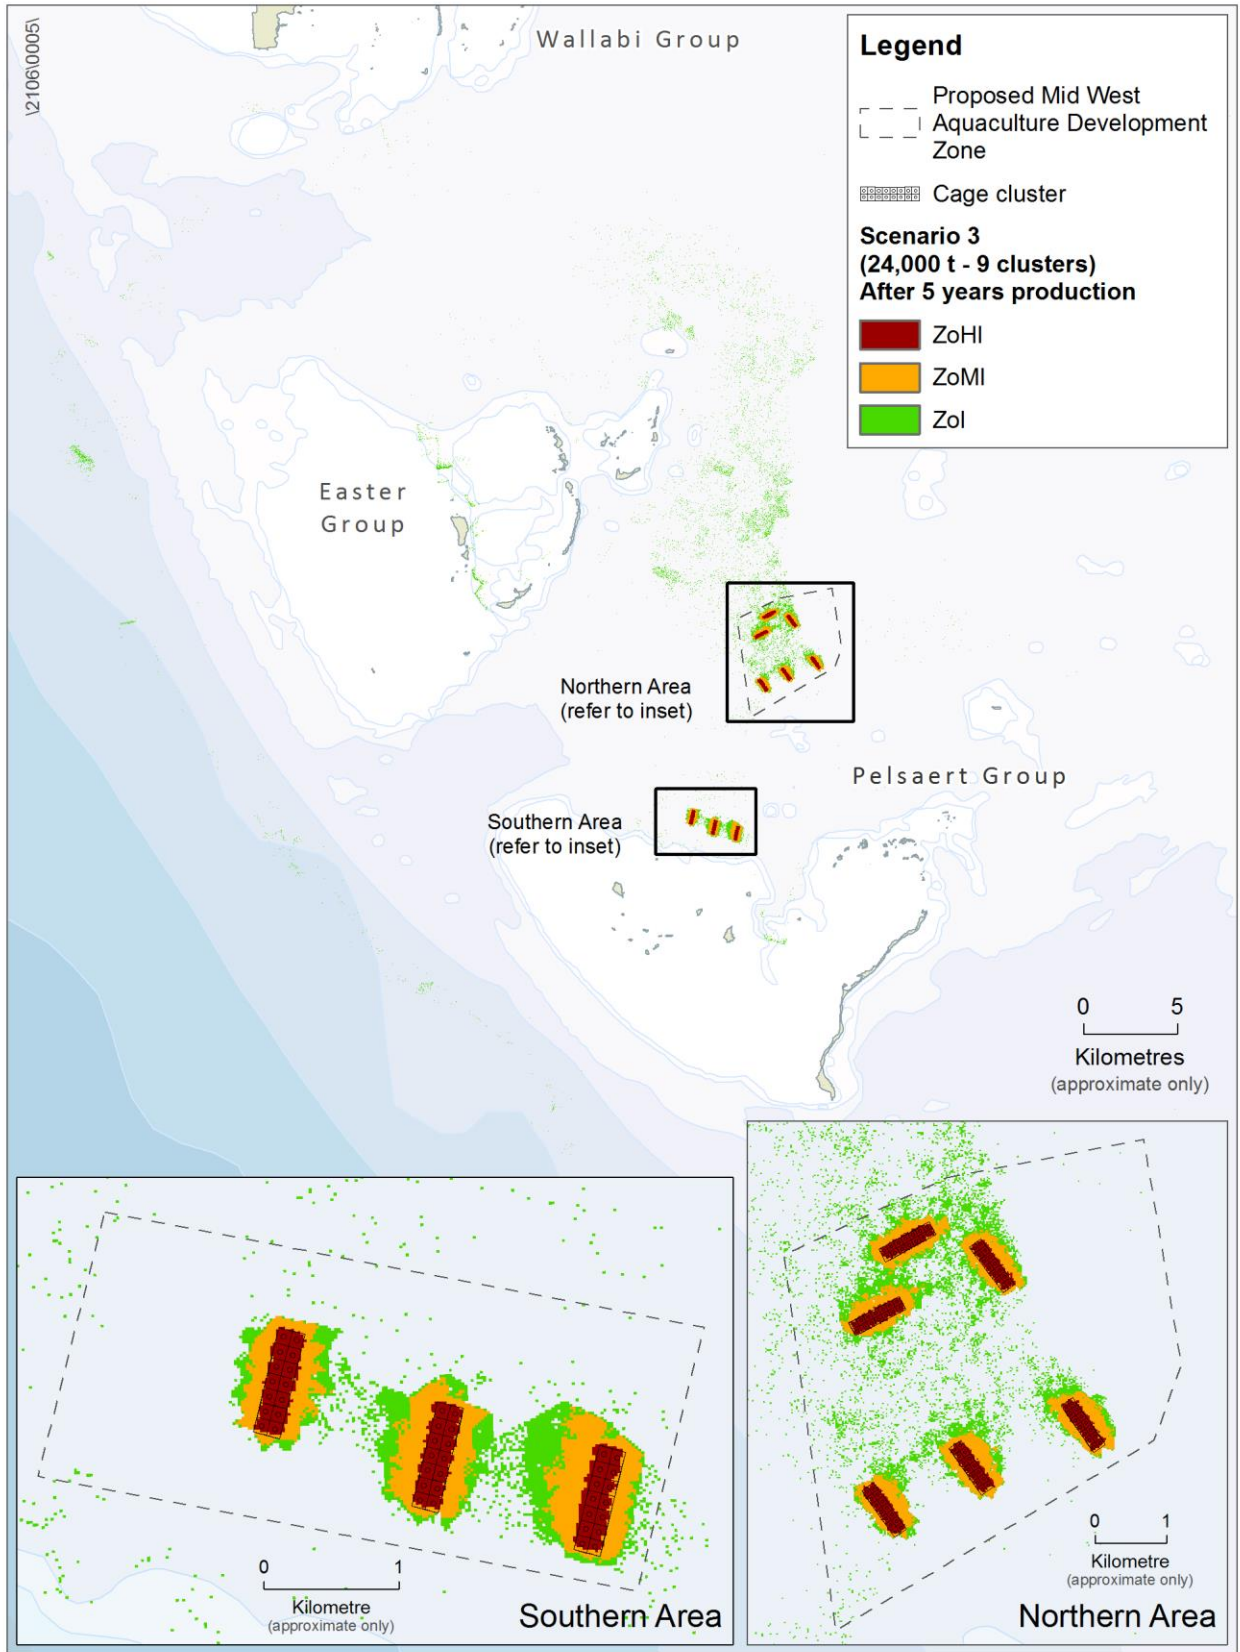 \2106\0005\
Wallabi Group
Legend
Proposed Mid West
Aquaculture Development
Zone
Cage cluster
Scenario 3
(24,000 t - 9 clusters)
After 5 years production
ZoHI
ZoMI
ZoI
Easter
Group
Northern Area
(refer to inset)
Pelsaert Group
Southern Area
(refer to inset)
0 5
Kilometres
(approximate only)
0 1
Kilometre
(approximate only)
Southern Area
0 1
Kilometre
(approximate only)
Northern Area